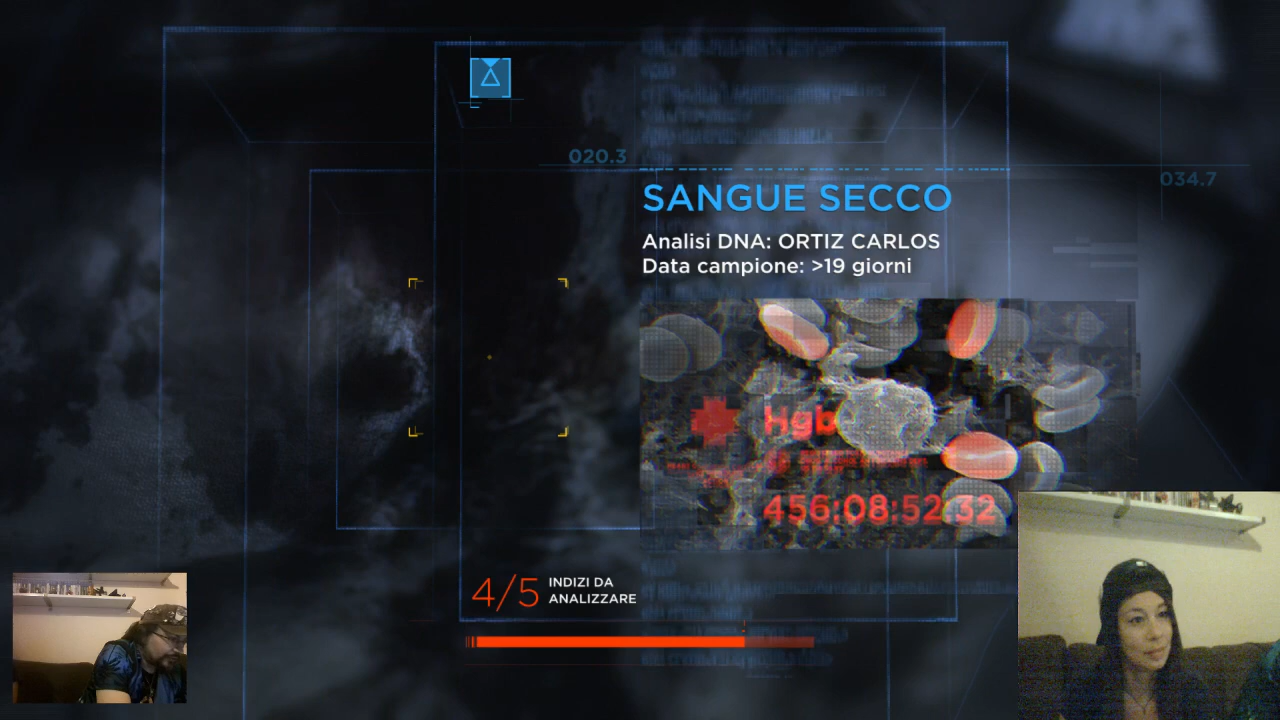 020.3
034.7
SANGUE SECCO
Analisi DNA: ORTIZ CARLOS
Data campione: >19 giorni
Hgb
456:08:52:32
4/5 INDIZI DA
ANALIZZARE